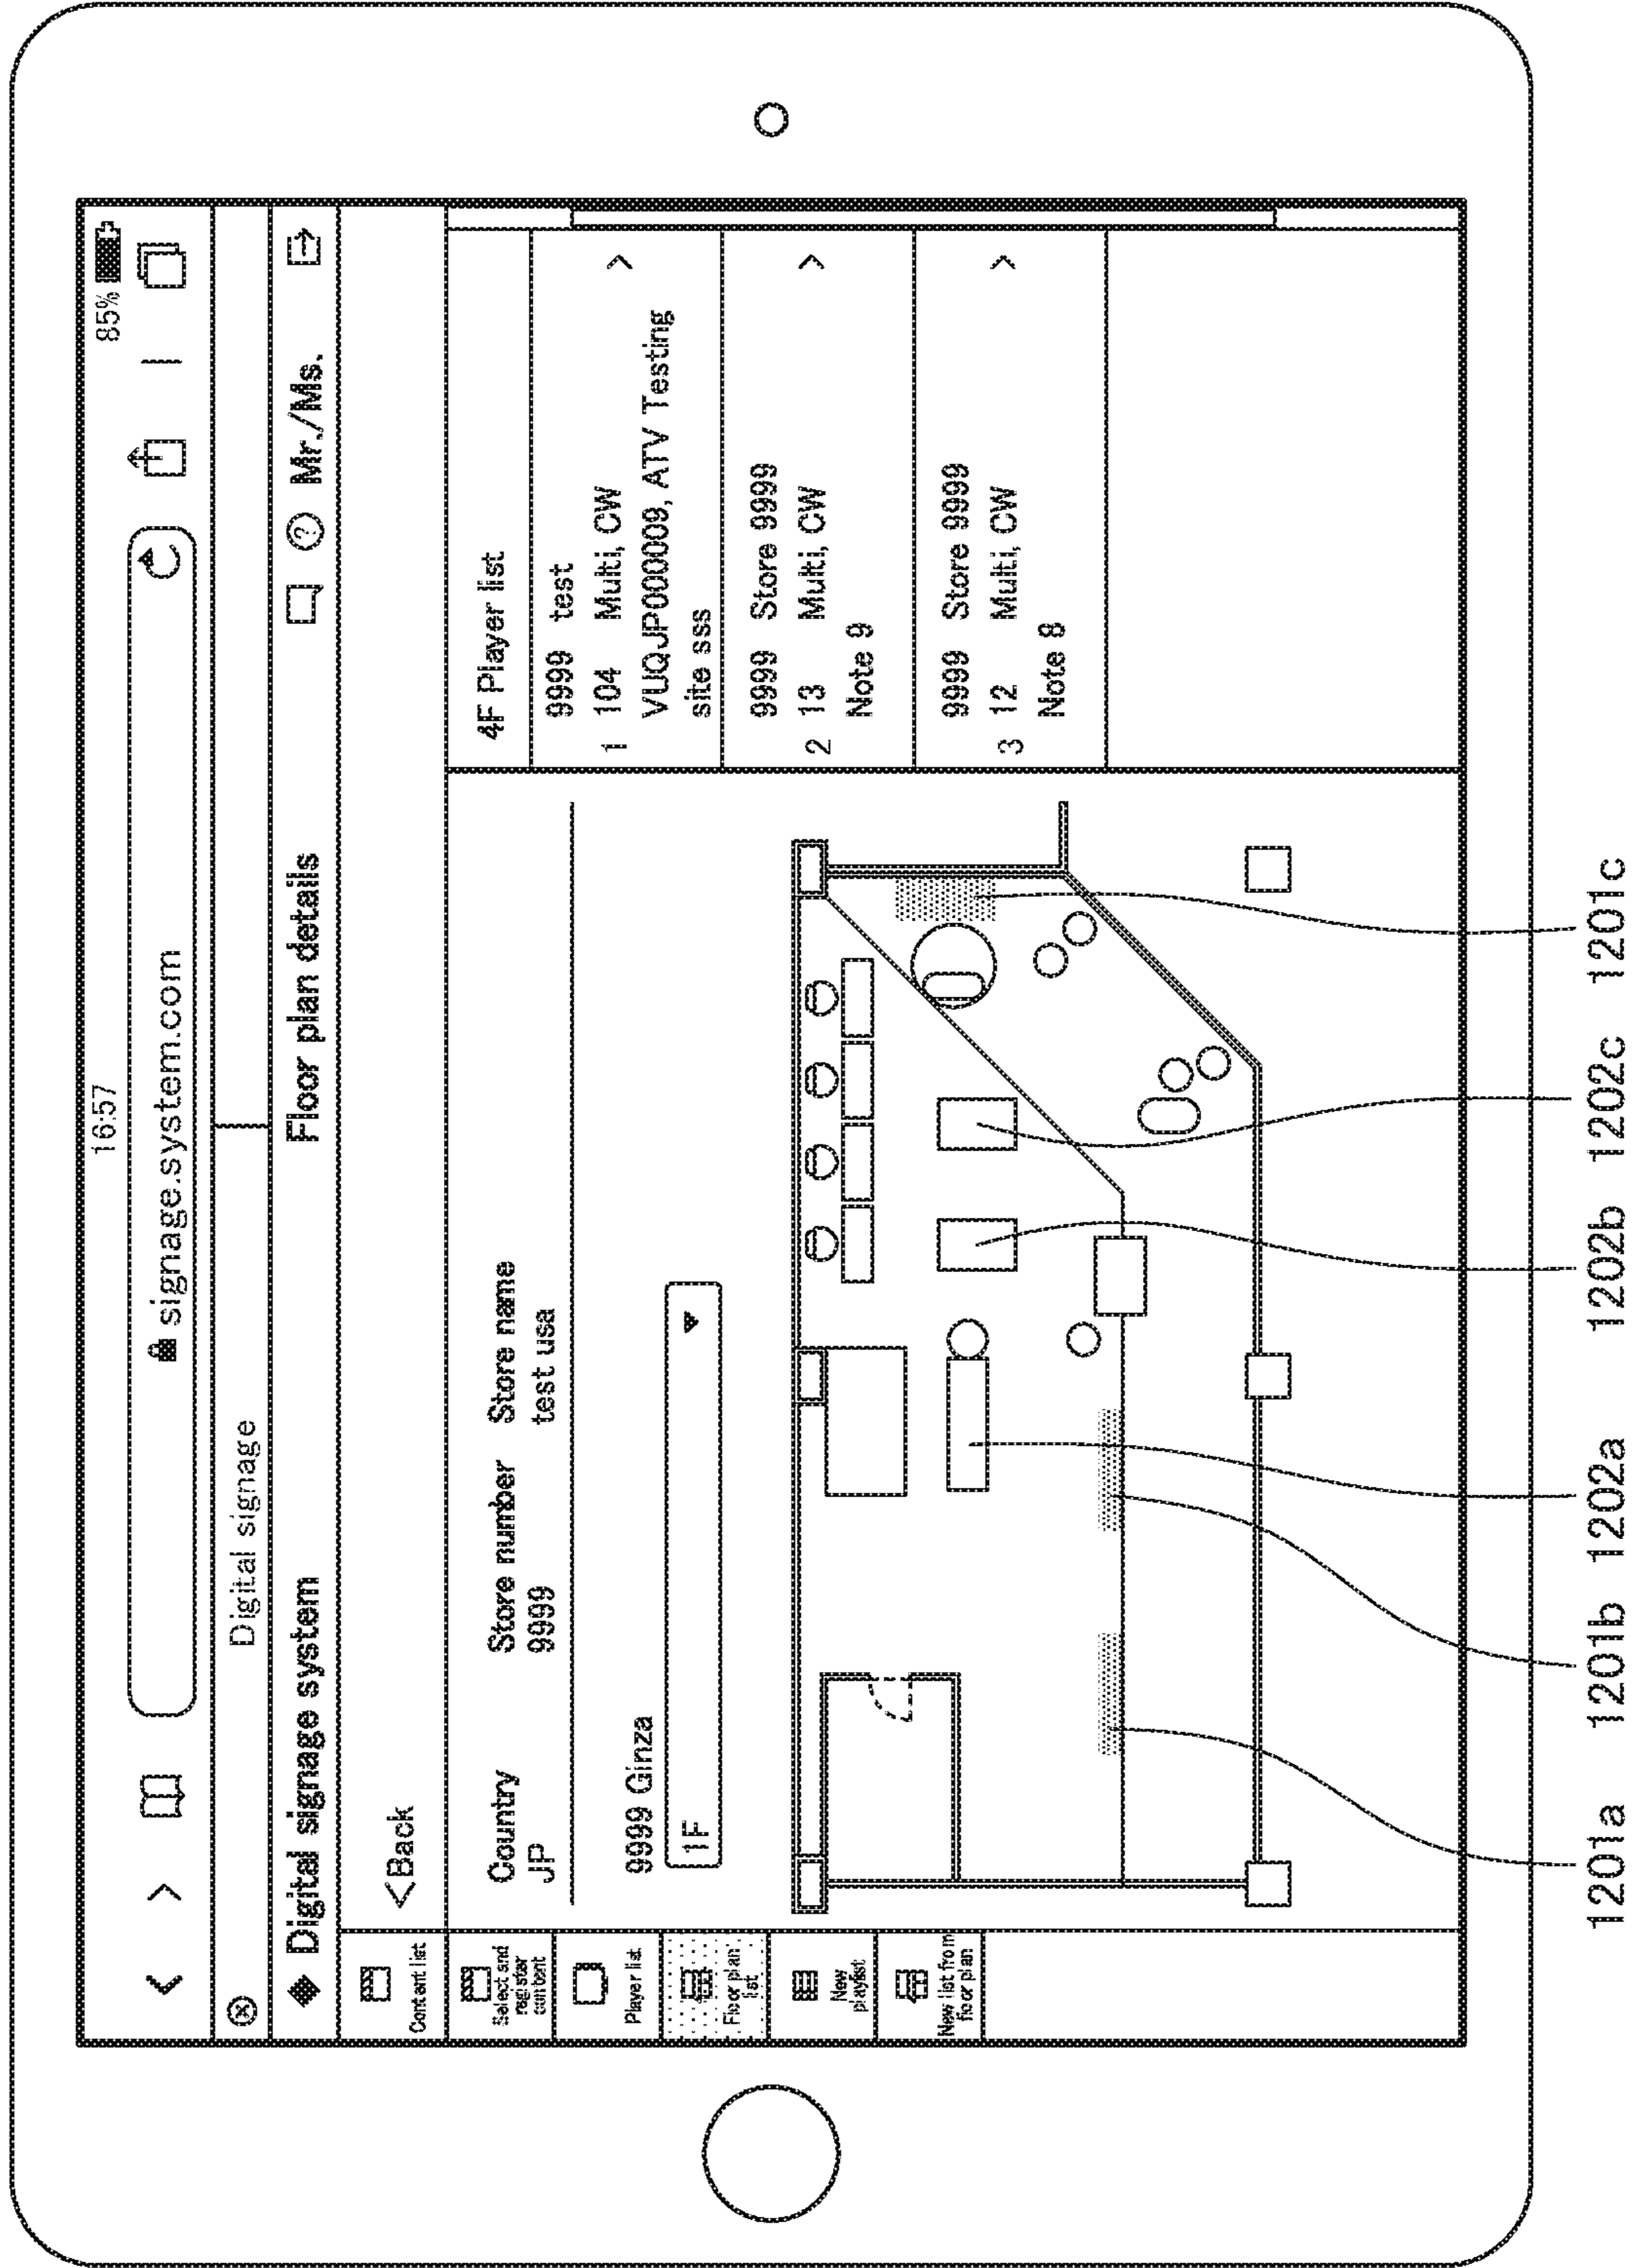 16:57
85%
signage.system.com
Digital signage
Digital signage system
Floor plan details
? Mr./Ms.
<Back
Content list
Select and
register
content
Player list
Floor plan
list
New
playlist
New list from
floor plan
Country
JP
Store number
9999
Store name
test usa
9999 Ginza
1F
4F Player list
1
9999 test
104 Multi, CW
VUQJP00009, ATV Testing
site sss
2
9999 Store 9999
13 Multi, CW
Note 9
3
9999 Store 9999
12 Multi, CW
Note 8
1201a 1201b 1202a 1202b 1202c 1201c